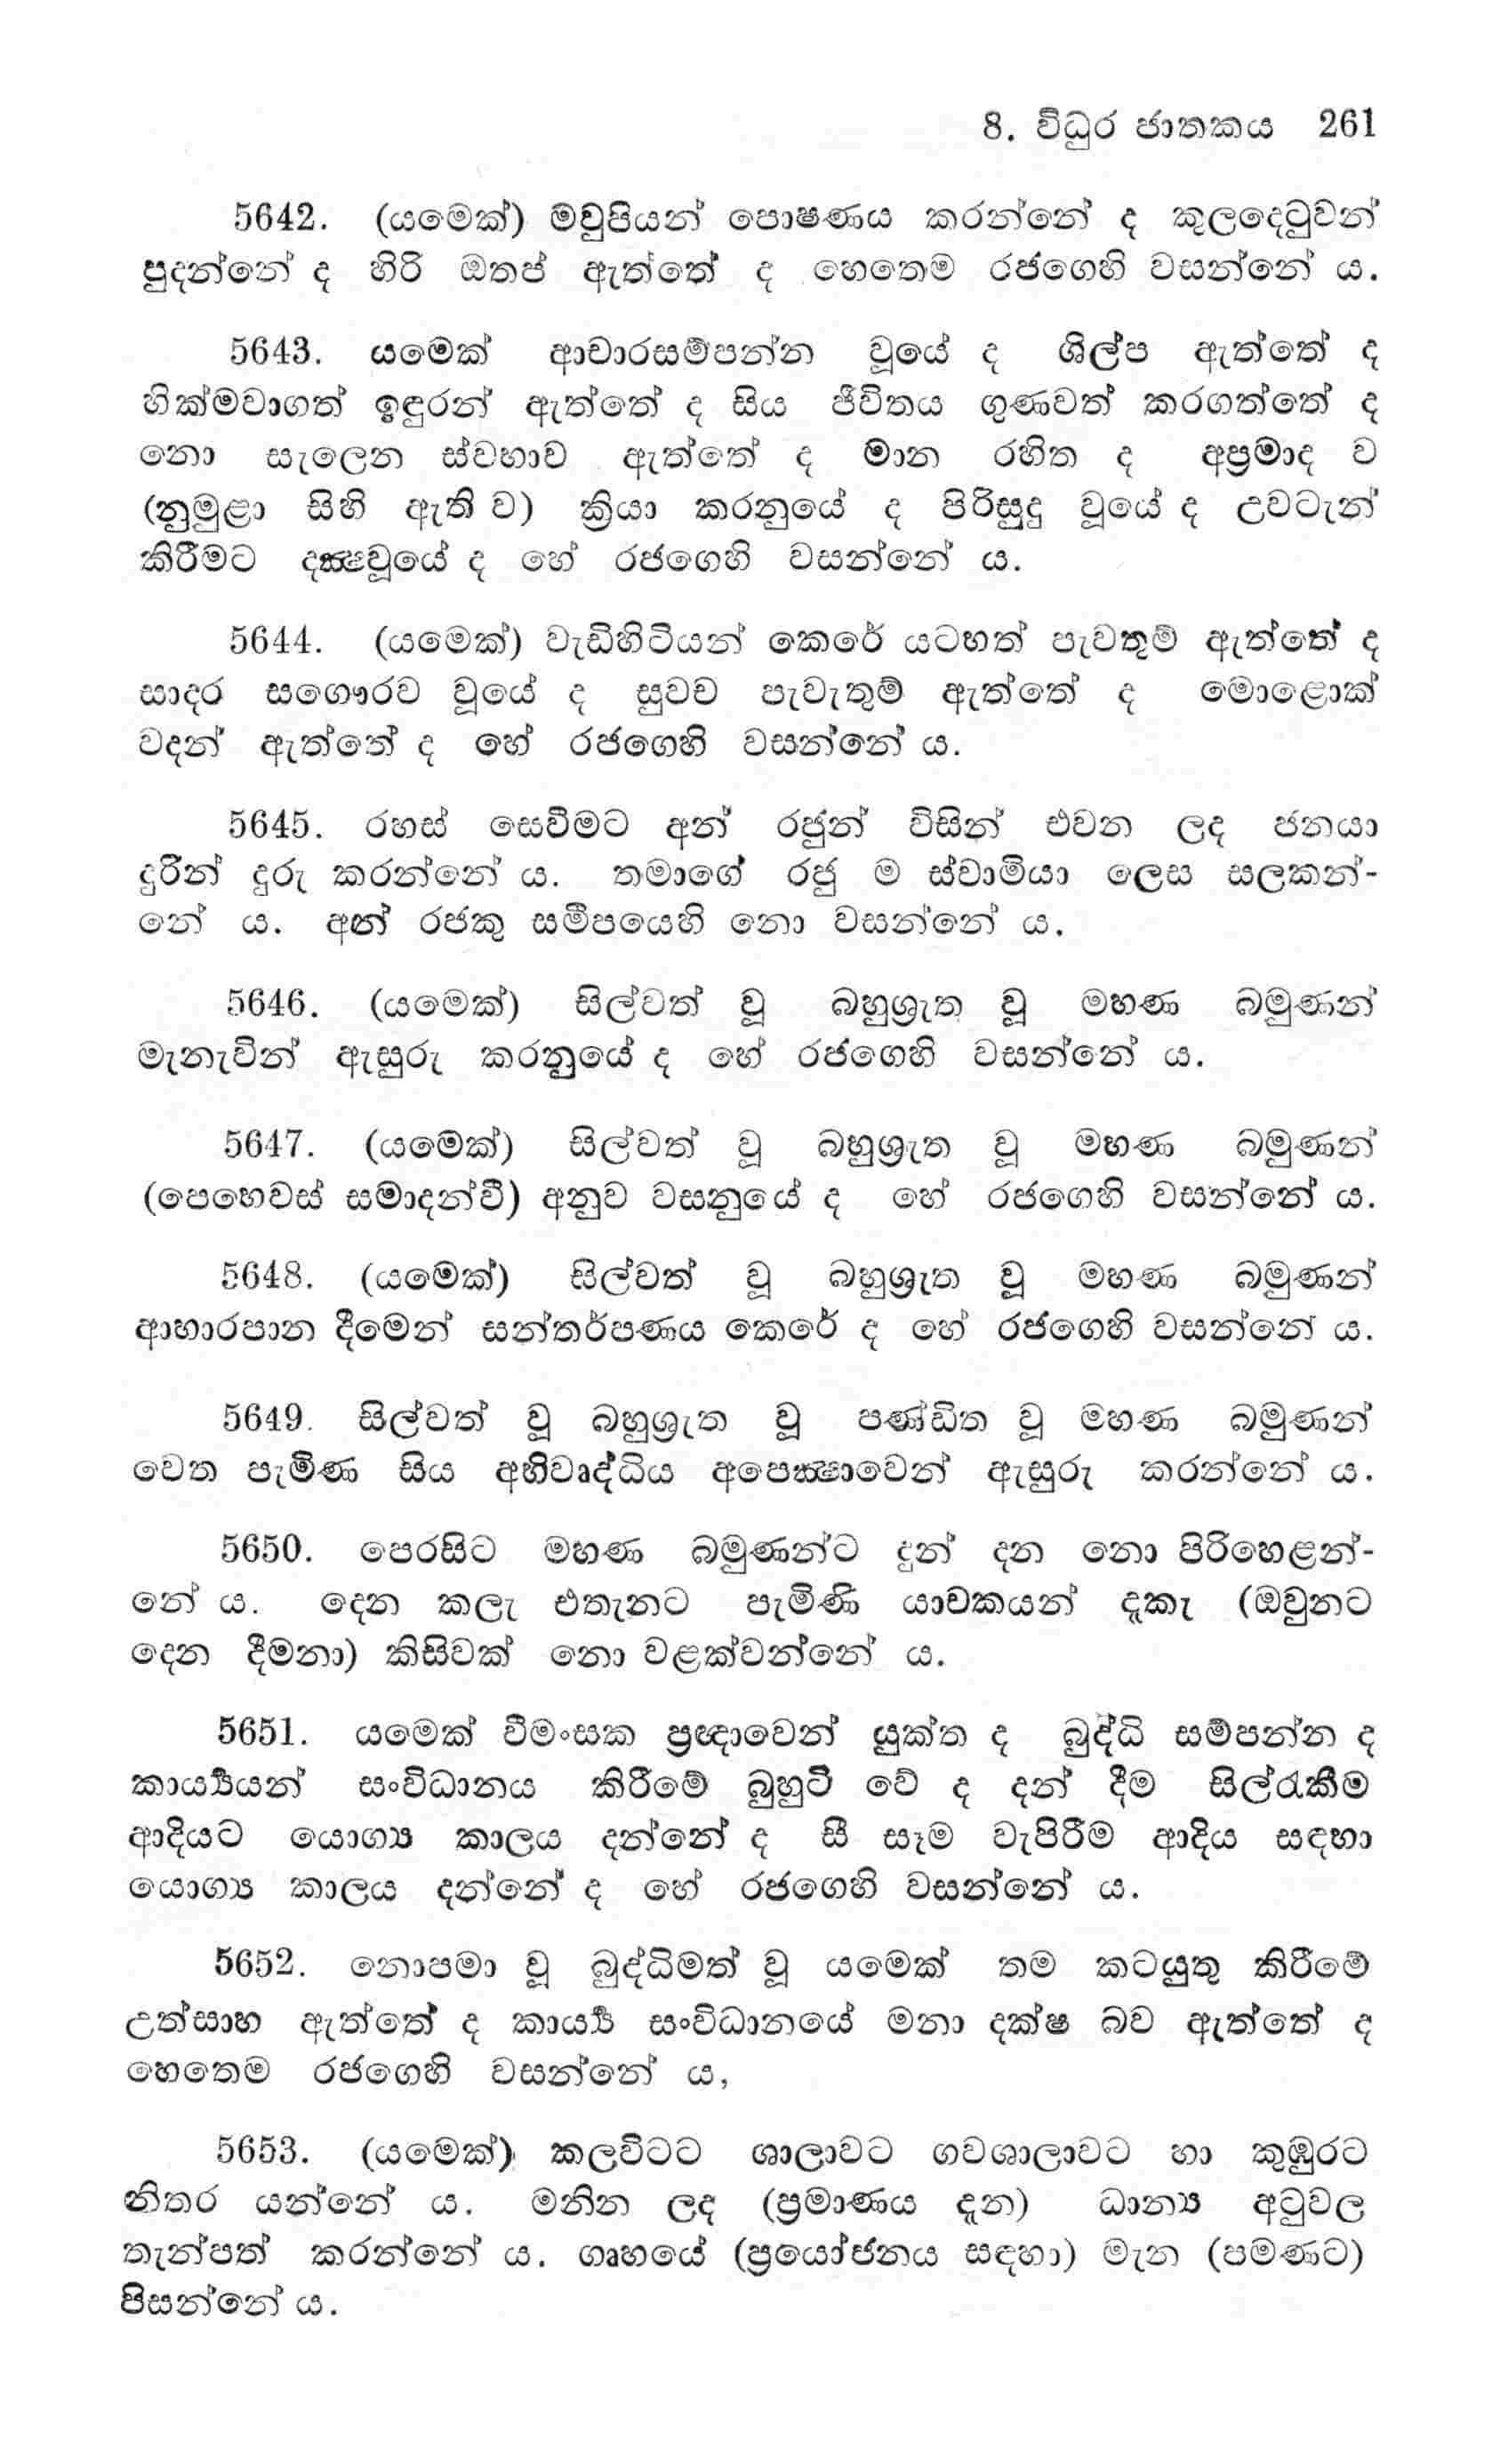 8. විධුර ජාතකය 261
5642. (යමෙක්) මවුපියන් පොෂණය කරන්නේ ද කුලදෙටුවන්
පුදන්නේ ද හිරි ඔතප් ඇත්තේ ද හෙතෙම රජගෙහි වසන්නේ ය.
5643. යමෙක් ආචාරසම්පන්න වූයේ ද ශිල්ප ඇත්තේ ද
හික්මවාගත් ඉඳුරන් ඇත්තේ ද සිය ජීවිතය ගුණවත් කරගත්තේ ද
නො සැලෙන ස්වභාව ඇත්තේ ද මාන රහිත ද අප්‍රමාද ව
(නුමුළා සිහි ඇති ව) ක්‍රියා කරනුයේ ද පිරිසුදු වූයේ ද උවටැන්
කිරීමට දක්‍ෂවූයේ ද හේ රජගෙහි වසන්නේ ය.
5644. (යමෙක්) වැඩිහිටියන් කෙරේ යටහත් පැවතුම් ඇත්තේ ද
සාදර සගෞරව වූයේ ද සුවච පැවැතුම් ඇත්තේ ද මොළොක්
වදන් ඇත්තේ ද හේ රජගෙහි වසන්නේ ය.
5645. රහස් සෙවීමට අන් රජුන් විසින් එවන ලද ජනයා
දුරින් දුරු කරන්නේ ය. තමාගේ රජු ම ස්වාමියා ලෙස සලකන්-
නේ ය. අන් රජකු සමීපයෙහි නො වසන්නේ ය.
5646. (යමෙක්) සිල්වත් වූ බහුශ්‍රැත වූ මහණ බමුණන්
මැනැවින් ඇසුරු කරනුයේ ද හේ රජගෙහි වසන්නේ ය.
5647. (යමෙක්) සිල්වත් වූ බහුශ්‍රැත වූ මහණ බමුණන්
(පෙහෙවස් සමාදන්වී) අනුව වසනුයේ ද හේ රජගෙහි වසන්නේ ය.
5648. (යමෙක්) සිල්වත් වූ බහුශ්‍රැත වූ මහණ බමුණන්
ආහාරපාන දීමෙන් සන්තර්පණය කෙරේ ද හේ රජගෙහි වසන්නේ ය.
5649. සිල්වත් වූ බහුශ්‍රැත වූ පණ්ඩිත වූ මහණ බමුණන්
වෙත පැමිණ සිය අභිවෘද්ධිය අපෙක්‍ෂාවෙන් ඇසුරු කරන්නේ ය.
5650. පෙරසිට මහණ බමුණන්ට දුන් දන නො පිරිහෙළන්-
නේ ය. දෙන කලැ එතැනට පැමිණි යාචකයන් දැකැ (ඔවුනට
දෙන දීමනා) කිසිවක් නො වළක්වන්නේ ය.
5651. යමෙක් වීමංසක ප්‍රඥාවෙන් යුක්ත ද බුද්ධි සම්පන්න ද
කාර්‍ය්‍යයන් සංවිධානය කිරීමේ බුහුටි වේ ද දන් දීම සිල්රැකීම
ආදියට යොග්‍ය කාලය දන්නේ ද සී සෑම වැපිරීම ආදිය සඳහා
යොග්‍ය කාලය දන්නේ ද හේ රජගෙහි වසන්නේ ය.
5652. නොපමා වූ බුද්ධිමත් වූ යමෙක් තම කටයුතු කිරීමේ
උත්සාහ ඇත්තේ ද කාර්‍ය්‍ය සංවිධානයේ මනා දක්ෂ බව ඇත්තේ ද
හෙතෙම රජගෙහි වසන්නේ ය,
5653. (යමෙක්) කලවිටට ශාලාවට ගවශාලාවට හා කුඹුරට
නිතර යන්නේ ය. මනින ලද (ප්‍රමාණය දැන) ධාන්‍ය අටුවල
තැන්පත් කරන්නේ ය. ගෘහයේ (ප්‍රයෝජනය සඳහා) මැන (පමණට)
පිසන්නේ ය.